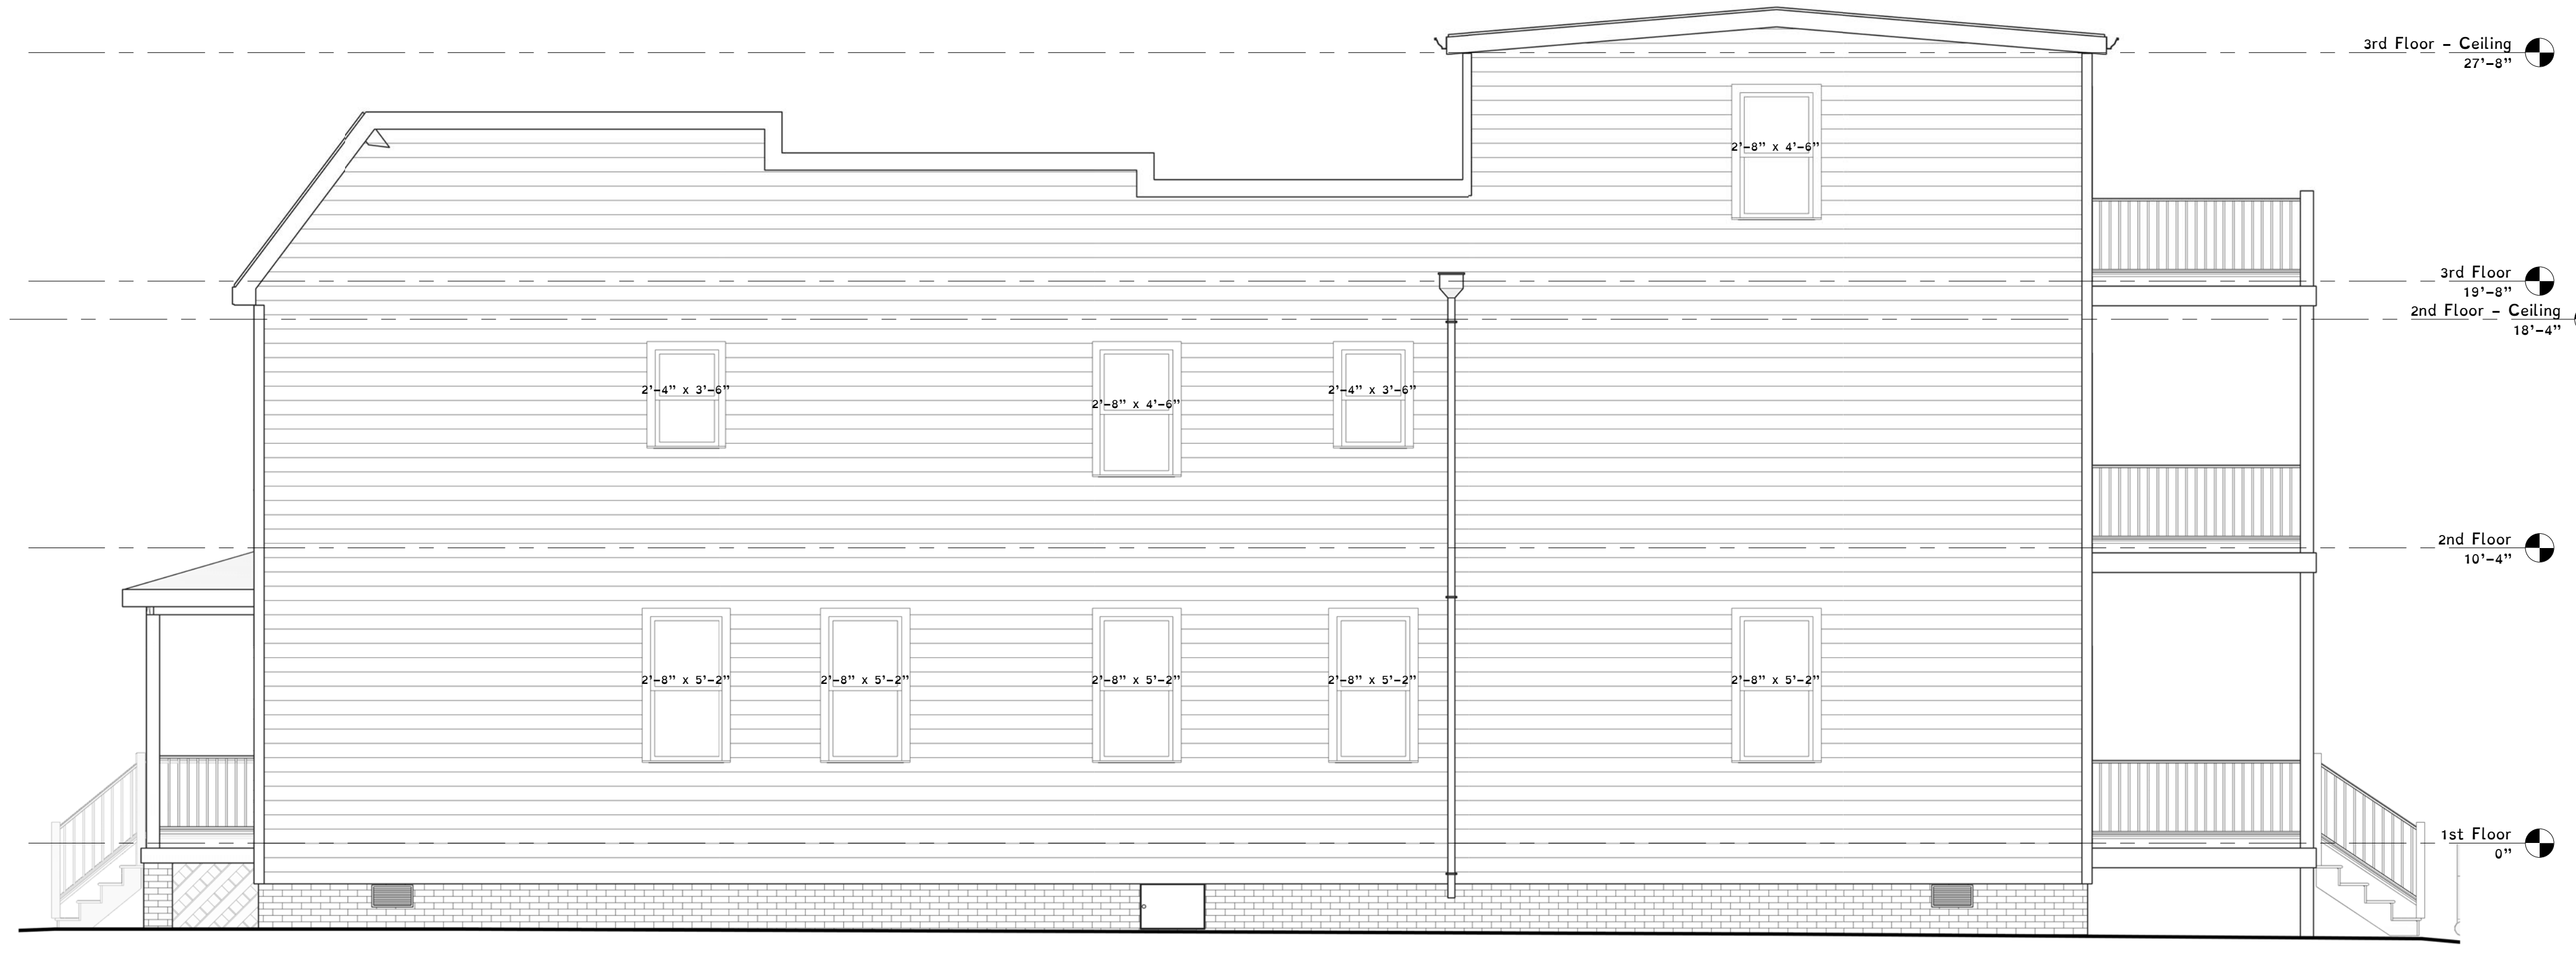 3rd Floor – Ceiling
27'–8"
2'–8" x 4'–6"
3rd Floor
19'–8"
2nd Floor – Ceiling
18'–4"
2'–4" x 3'–6"
2'–8" x 4'–6"
2'–4" x 3'–6"
2nd Floor
10'–4"
2'–8" x 5'–2"
2'–8" x 5'–2"
2'–8" x 5'–2"
2'–8" x 5'–2"
2'–8" x 5'–2"
1st Floor
0"